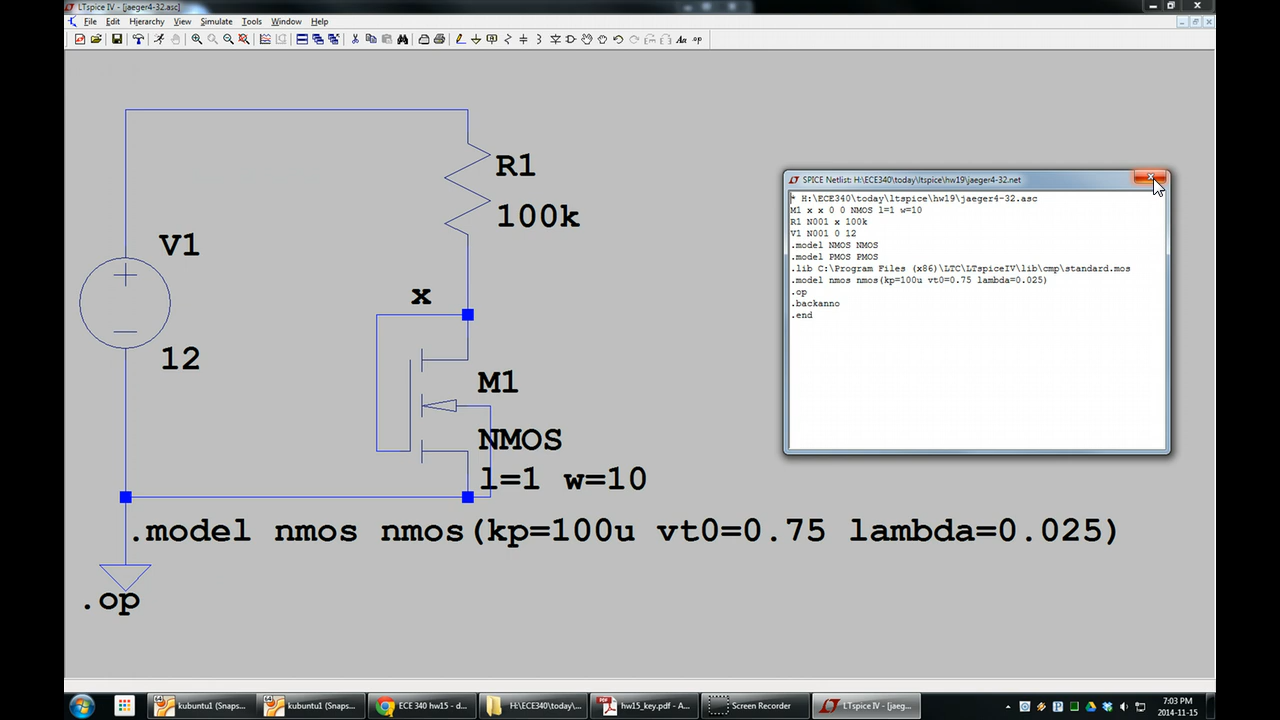 LTspice IV - [jaeger4-32.asc]
File Edit Hierarchy View Simulate Tools Window Help
Aa .op
R1
100k
V1
12
x
M1
NMOS
l=1 w=10
.model nmos nmos(kp=100u vt0=0.75 lambda=0.025)
.op
SPICE Netlist: H:\ECE340\today\ltspice\hw19\jaeger4-32.net
* H:\ECE340\today\ltspice\hw19\jaeger4-32.asc
M1 x x 0 0 NMOS l=1 w=10
R1 N001 x 100k
V1 N001 0 12
.model NMOS NMOS
.model PMOS PMOS
.lib C:\Program Files (x86)\LTC\LTspiceIV\lib\cmp\standard.mos
.model nmos nmos(kp=100u vt0=0.75 lambda=0.025)
.op
.backanno
.end
kubuntu1 (Snaps...
kubuntu1 (Snaps...
ECE 340 hw15 - d...
H:\ECE340\today\...
hw15_key.pdf - A...
Screen Recorder
LTspice IV - [jaeg...
7:03 PM
2014-11-15